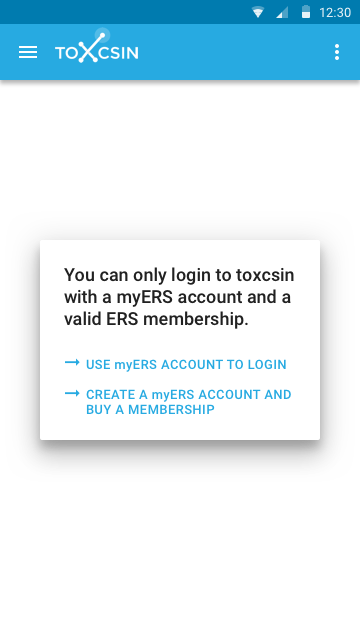 12:30
TOXCSIN
You can only login to toxcsin
with a myERS account and a
valid ERS membership.
USE myERS ACCOUNT TO LOGIN
CREATE A myERS ACCOUNT AND
BUY A MEMBERSHIP